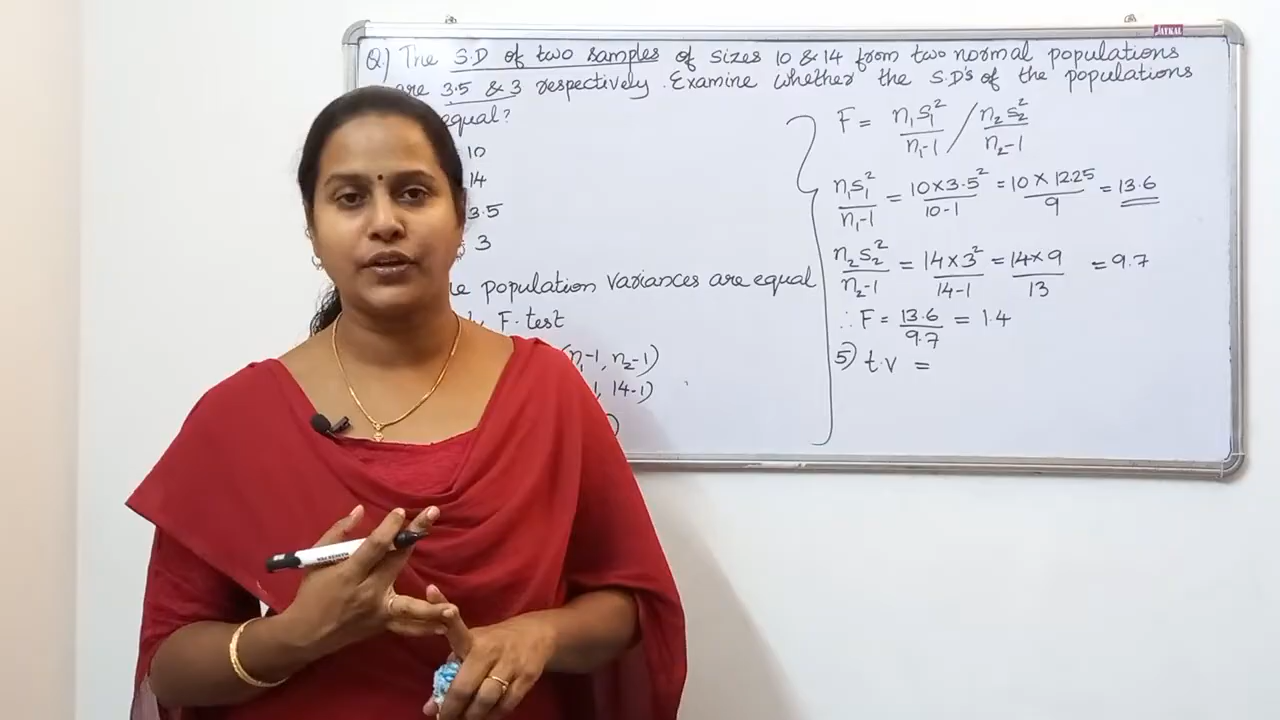 JAYKAL
Q.) The S.D of two samples of sizes 10 & 14 from two normal populations
are 3.5 & 3 respectively. Examine whether the S.D's of the populations
equal?
10
14
3.5
3
population variances are equal
F-test
(n₁-1, n₂-1)
14-1)
F = n₁s₁²/n₁-1 / n₂s₂²/n₂-1
n₁s₁²/n₁-1 = 10×3.5²/10-1 = 10×12.25/9 = 13.6
n₂s₂²/n₂-1 = 14×3²/14-1 = 14×9/13 = 9.7
∴ F = 13.6/9.7 = 1.4
5) t.v =